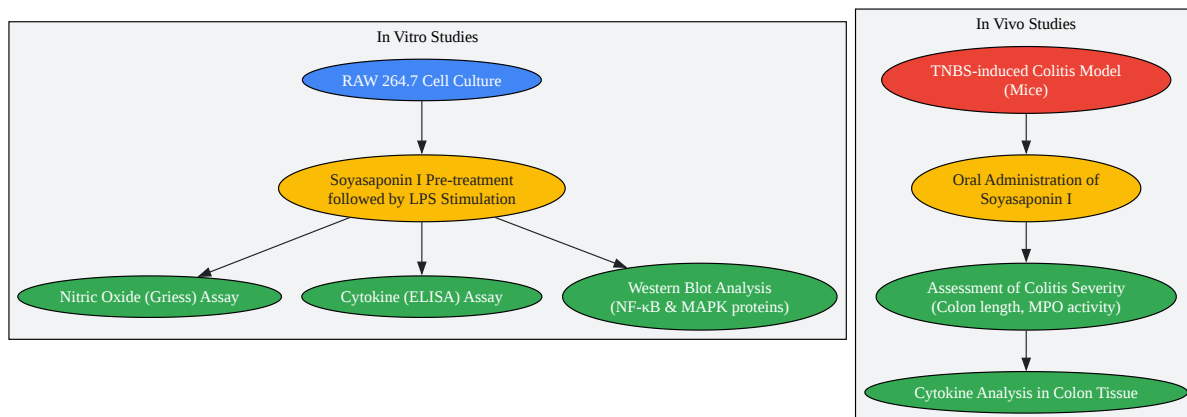 In Vitro Studies
RAW 264.7 Cell Culture
Soyasaponin I Pre-treatment
followed by LPS Stimulation
Nitric Oxide (Griess) Assay
Cytokine (ELISA) Assay
Western Blot Analysis
(NF-κB & MAPK proteins)
In Vivo Studies
TNBS-induced Colitis Model
(Mice)
Oral Administration of
Soyasaponin I
Assessment of Colitis Severity
(Colon length, MPO activity)
Cytokine Analysis in Colon Tissue